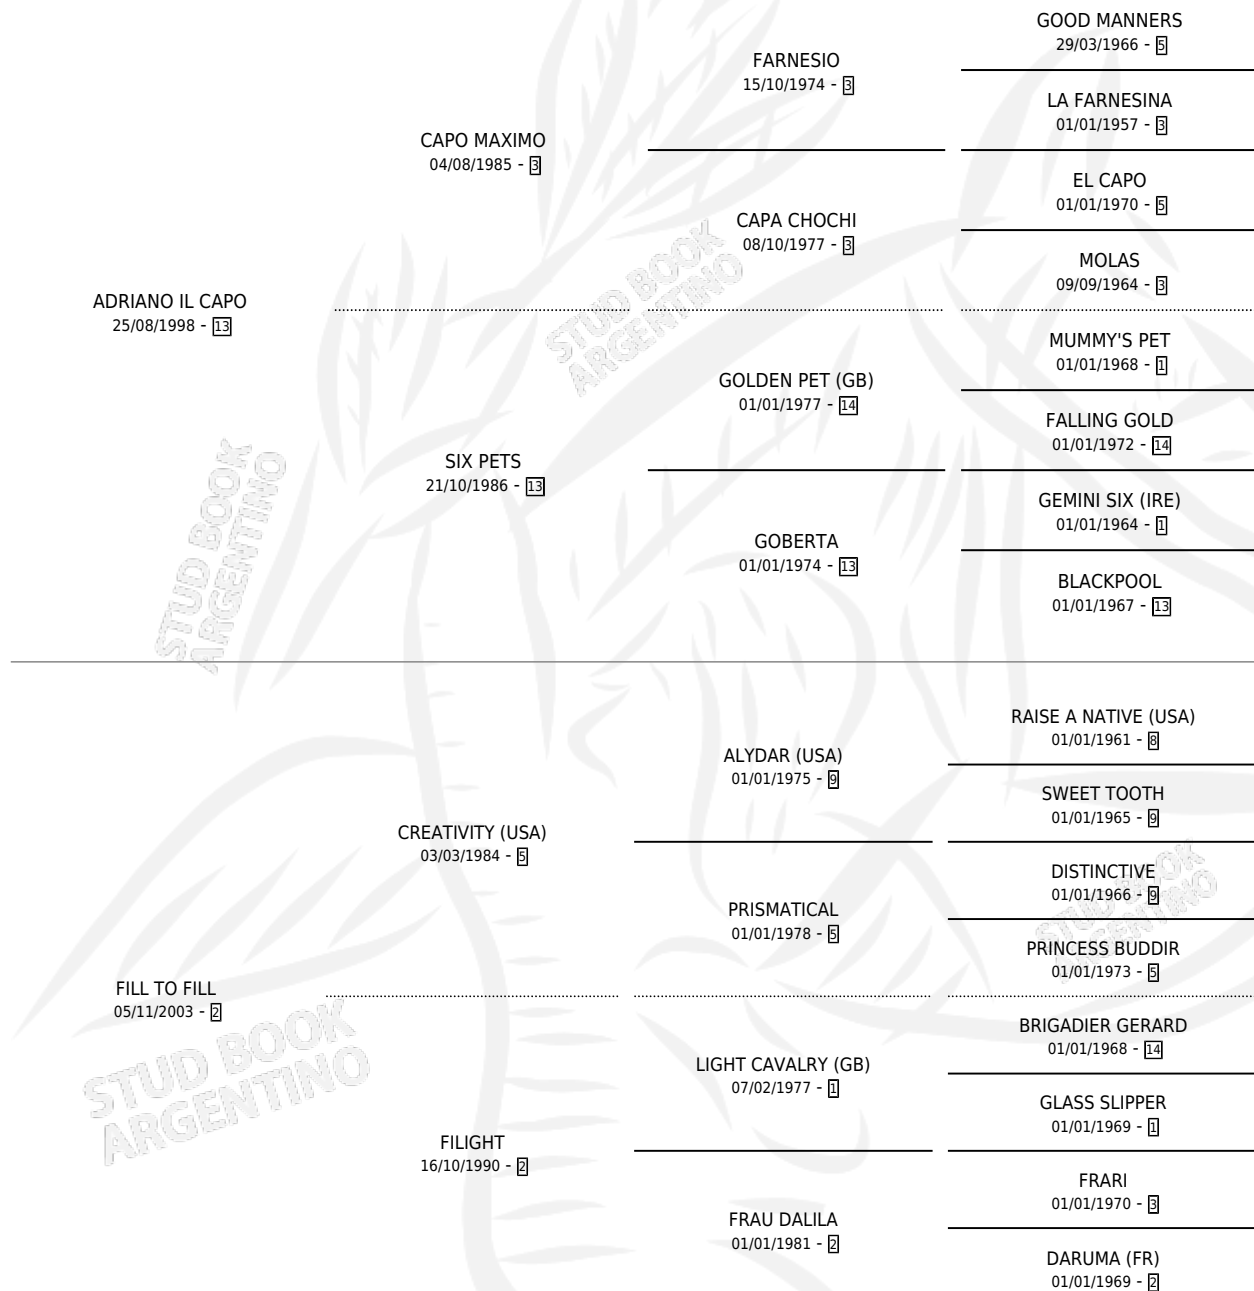 GOOD MANNERS
29/03/1966 - 5
FARNESIO
15/10/1974 - 3
LA FARNESINA
01/01/1957 - 3
CAPO MAXIMO
04/08/1985 - 3
EL CAPO
01/01/1970 - 5
CAPA CHOCHI
08/10/1977 - 3
MOLAS
09/09/1964 - 3
ADRIANO IL CAPO
25/08/1998 - 13
STUD BOOK
ARGENTINO
MUMMY'S PET
01/01/1968 - 1
GOLDEN PET (GB)
01/01/1977 - 14
FALLING GOLD
01/01/1972 - 14
SIX PETS
21/10/1986 - 13
GEMINI SIX (IRE)
01/01/1964 - 1
GOBERTA
01/01/1974 - 13
BLACKPOOL
01/01/1967 - 13
STUD BOOK
ARGENTINO
RAISE A NATIVE (USA)
01/01/1961 - 8
ALYDAR (USA)
01/01/1975 - 9
SWEET TOOTH
01/01/1965 - 9
CREATIVITY (USA)
03/03/1984 - 5
DISTINCTIVE
01/01/1966 - 9
PRISMATICAL
01/01/1978 - 5
STUD BOOK
ARGENTINO
PRINCESS BUDDIR
01/01/1973 - 5
FILL TO FILL
05/11/2003 - 2
BRIGADIER GERARD
01/01/1968 - 14
LIGHT CAVALRY (GB)
07/02/1977 - 1
STUD BOOK
ARGENTINO
GLASS SLIPPER
01/01/1969 - 1
FILIGHT
16/10/1990 - 2
FRARI
01/01/1970 - 3
FRAU DALILA
01/01/1981 - 2
DARUMA (FR)
01/01/1969 - 2